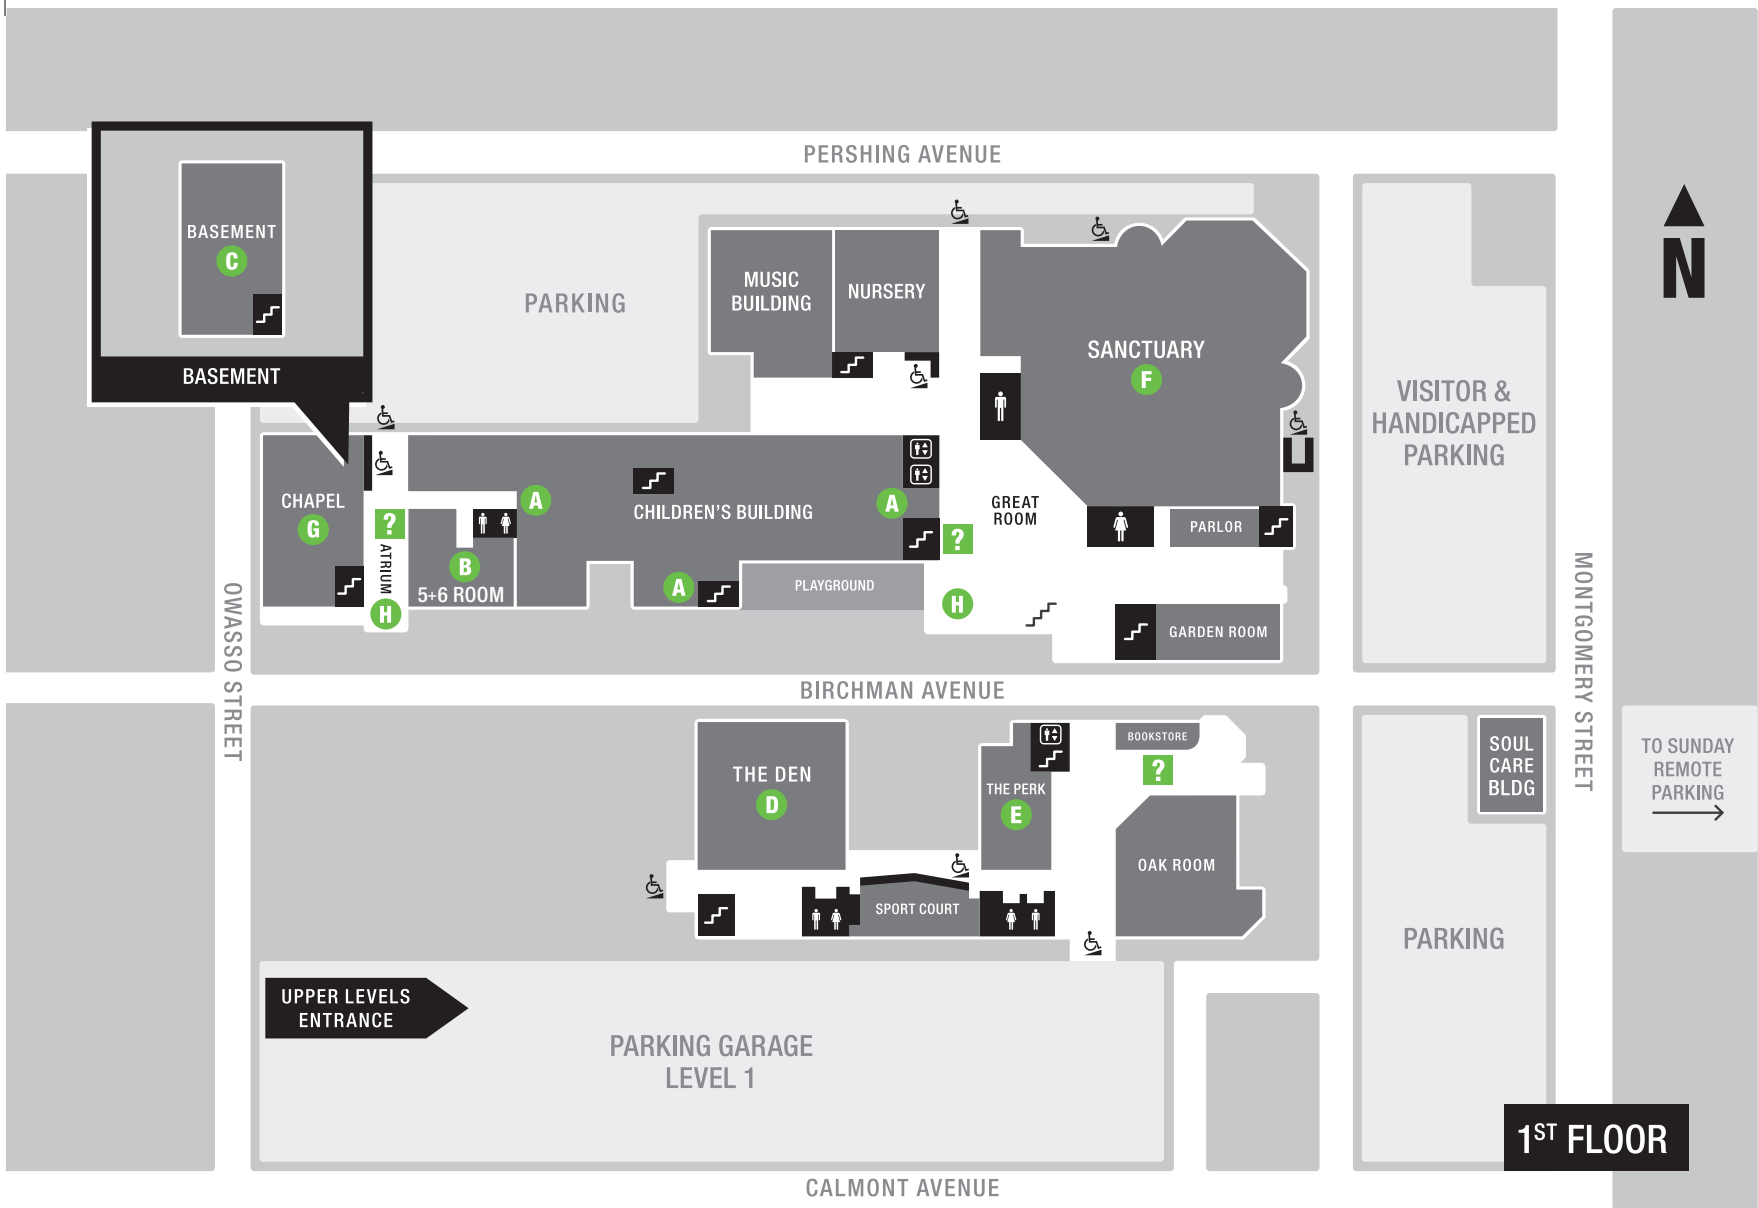 PERSHING AVENUE
BASEMENT
C
BASEMENT
N
PARKING
MUSIC
BUILDING
NURSERY
SANCTUARY
F
VISITOR &
HANDICAPPED
PARKING
CHAPEL
G
?
ATRIUM
H
A
B
5+6 ROOM
CHILDREN'S BUILDING
A
A
PLAYGROUND
GREAT
ROOM
?
H
PARLOR
GARDEN ROOM
OWASSO STREET
MONTGOMERY STREET
BIRCHMAN AVENUE
THE DEN
D
THE PERK
E
BOOKSTORE
?
OAK ROOM
SPORT COURT
SOUL
CARE
BLDG
TO SUNDAY
REMOTE
PARKING
PARKING
UPPER LEVELS
ENTRANCE
PARKING GARAGE
LEVEL 1
1ST FLOOR
CALMONT AVENUE